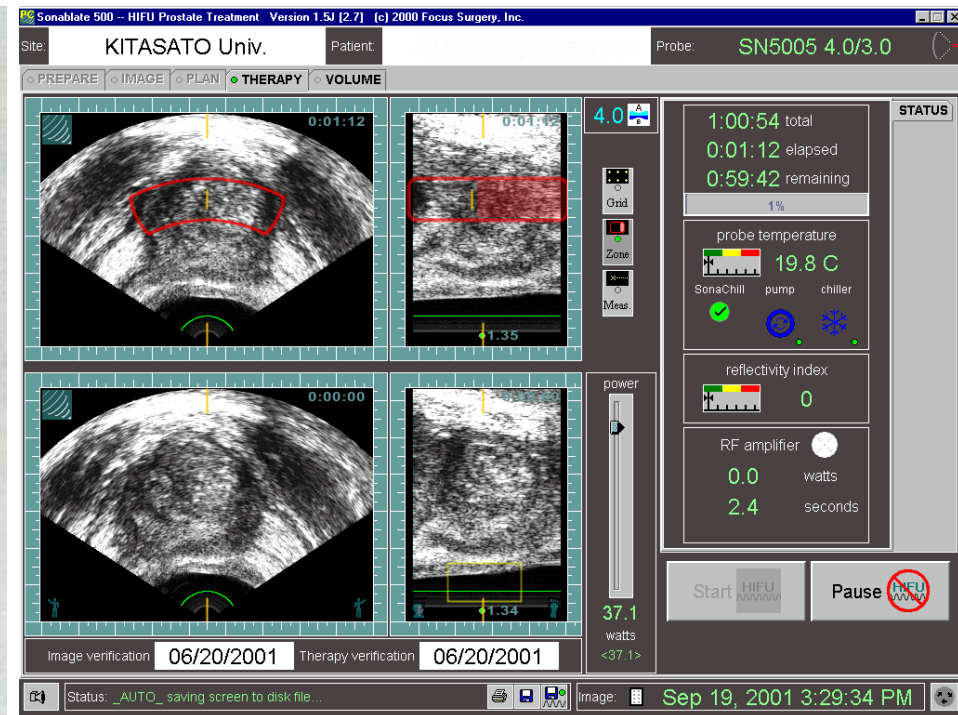 Sonablate 500 -- HIFU Prostate Treatment Version 1.5J [2.7] (c) 2000 Focus Surgery, Inc.
Site: KITASATO Univ. Patient: Probe: SN5005 4.0/3.0
PREPARE IMAGE PLAN THERAPY VOLUME
STATUS
0:01:12
0:01:12
4.0
A
B
Grid
Zone
Meas.
1.35
1:00:54 total
0:01:12 elapsed
0:59:42 remaining
1%
probe temperature
19.8 C
SonaChill pump chiller
reflectivity index
0
RF amplifier
0.0 watts
2.4 seconds
0:00:00
1.34
power
37.1
watts
<37.1>
Start HIFU
Pause HIFU
Image verification 06/20/2001 Therapy verification 06/20/2001
Status: _AUTO_ saving screen to disk file...
Image: Sep 19, 2001 3:29:34 PM